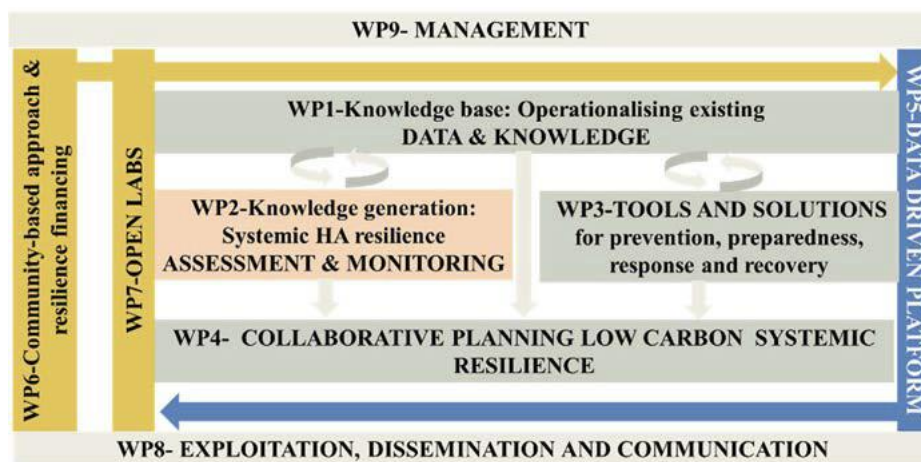 WP9- MANAGEMENT
WP6-Community-based approach &
resilience financing
WP7-OPEN LABS
WP1-Knowledge base: Operationalising existing
DATA & KNOWLEDGE
WP2-Knowledge generation:
Systemic HA resilience
ASSESSMENT & MONITORING
WP3-TOOLS AND SOLUTIONS
for prevention, preparedness,
response and recovery
WP4- COLLABORATIVE PLANNING LOW CARBON SYSTEMIC
RESILIENCE
WP5-DATA DRIVEN PLATFORM
WP8- EXPLOITATION, DISSEMINATION AND COMMUNICATION